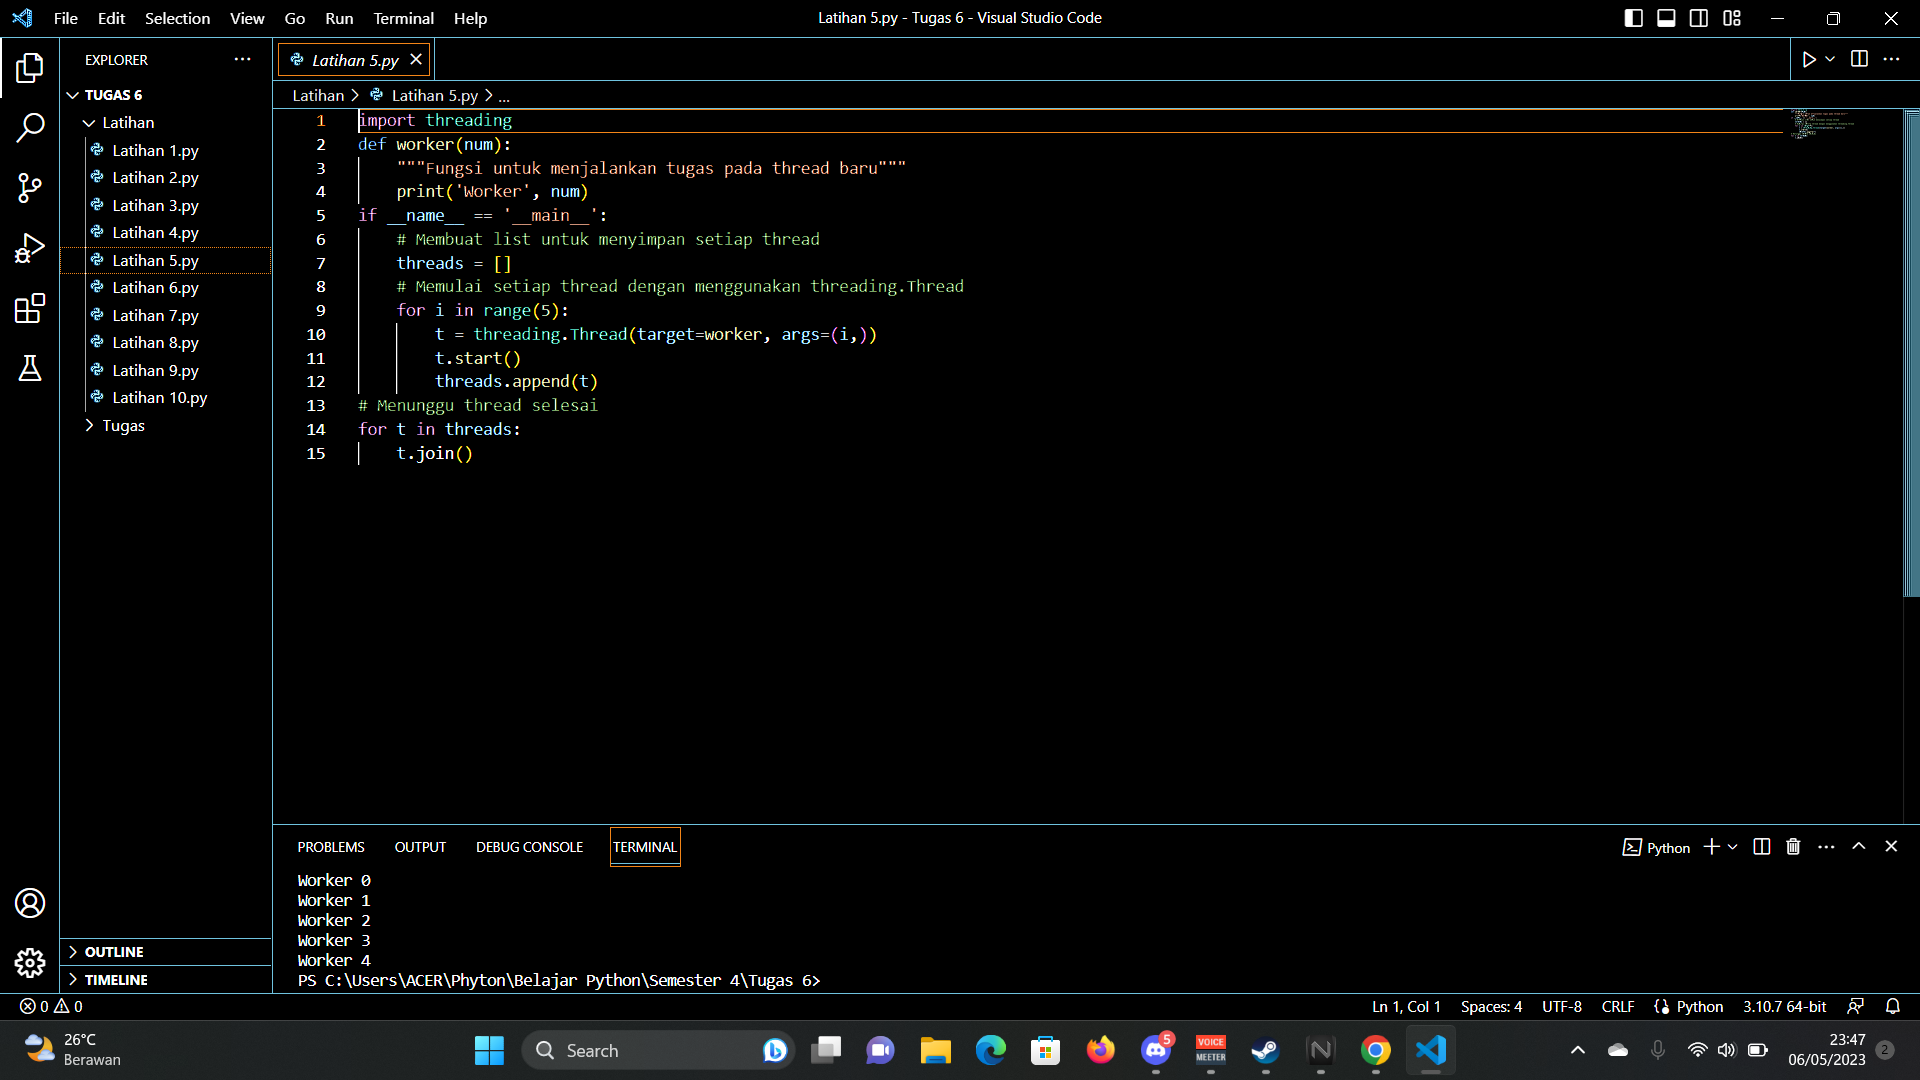 File Edit Selection View Go Run Terminal Help
Latihan 5.py - Tugas 6 - Visual Studio Code
EXPLORER
TUGAS 6
Latihan
Latihan 1.py
Latihan 2.py
Latihan 3.py
Latihan 4.py
Latihan 5.py
Latihan 6.py
Latihan 7.py
Latihan 8.py
Latihan 9.py
Latihan 10.py
Tugas
OUTLINE
TIMELINE
Latihan 5.py
Latihan > Latihan 5.py > ...
1 import threading
2 def worker(num):
3     """Fungsi untuk menjalankan tugas pada thread baru"""
4     print('Worker', num)
5 if __name__ == '__main__':
6     # Membuat list untuk menyimpan setiap thread
7     threads = []
8     # Memulai setiap thread dengan menggunakan threading.Thread
9     for i in range(5):
10         t = threading.Thread(target=worker, args=(i,))
11         t.start()
12         threads.append(t)
13 # Menunggu thread selesai
14 for t in threads:
15     t.join()
PROBLEMS OUTPUT DEBUG CONSOLE TERMINAL
Python
Worker 0
Worker 1
Worker 2
Worker 3
Worker 4
PS C:\Users\ACER\Phyton\Belajar Python\Semester 4\Tugas 6>
0 0
Ln 1, Col 1 Spaces: 4 UTF-8 CRLF Python 3.10.7 64-bit
26°C
Berawan
Search
5
VOICE
MEETER
23:47
06/05/2023
2